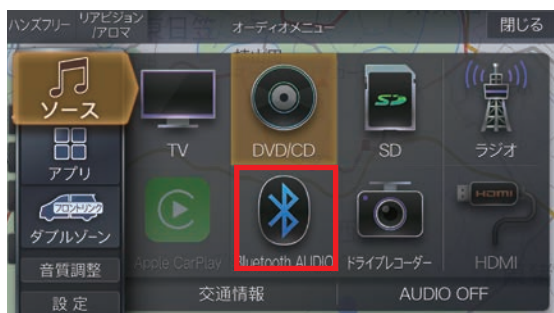 ハンズフリー
リアビジョン
/アロマ
オーディオメニュー
閉じる
ソース
アプリ
フロントリンク
ダブルゾーン
音質調整
設定
TV
DVD/CD
SD
ラジオ
Apple CarPlay
Bluetooth AUDIO
ドライブレコーダー
HDMI
HDMI
交通情報
AUDIO OFF